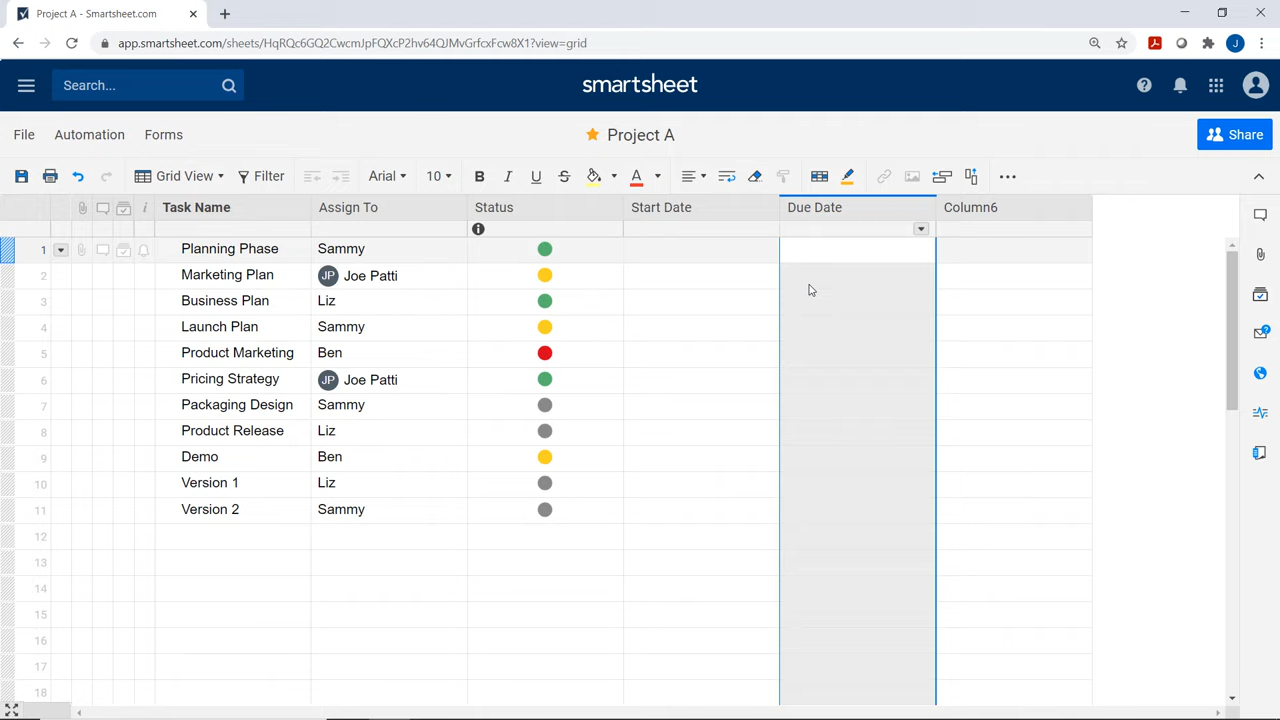 Project A - Smartsheet.com
app.smartsheet.com/sheets/HqRQc6GQ2CwcmJpFQXcP2hv64QJMvGrfcxFcw8X1?view=grid
J
Search...
smartsheet
File Automation Forms
Project A
Share
Grid View Filter Arial 10 B I U S A
Task Name Assign To Status Start Date Due Date Column6
1 Planning Phase Sammy
2 Marketing Plan JP Joe Patti
3 Business Plan Liz
4 Launch Plan Sammy
5 Product Marketing Ben
6 Pricing Strategy JP Joe Patti
7 Packaging Design Sammy
8 Product Release Liz
9 Demo Ben
10 Version 1 Liz
11 Version 2 Sammy
12
13
14
15
16
17
18